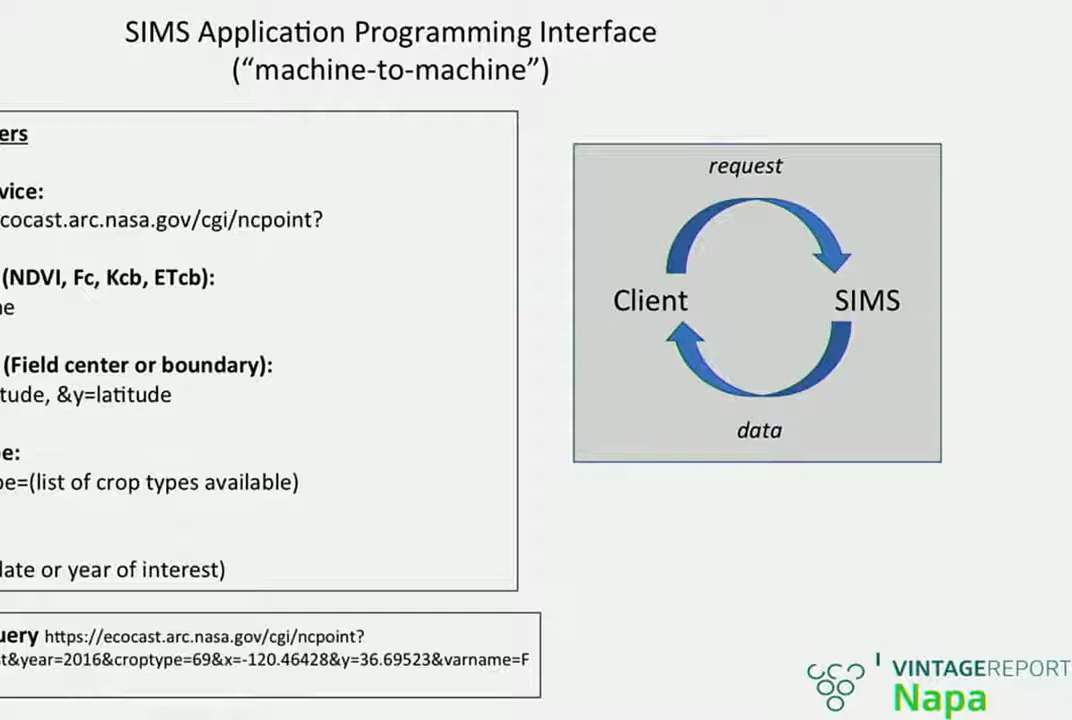 SIMS Application Programming Interface
(“machine-to-machine”)
ers
vice:
cocast.arc.nasa.gov/cgi/ncpoint?
(NDVI, Fc, Kcb, ETcb):
ne
(Field center or boundary):
tude, &y=latitude
pe:
pe=(list of crop types available)
date or year of interest)
uery https://ecocast.arc.nasa.gov/cgi/ncpoint?
t&year=2016&croptype=69&x=-120.46428&y=36.69523&varname=F
request
Client
SIMS
data
VINTAGEREPORT
Napa